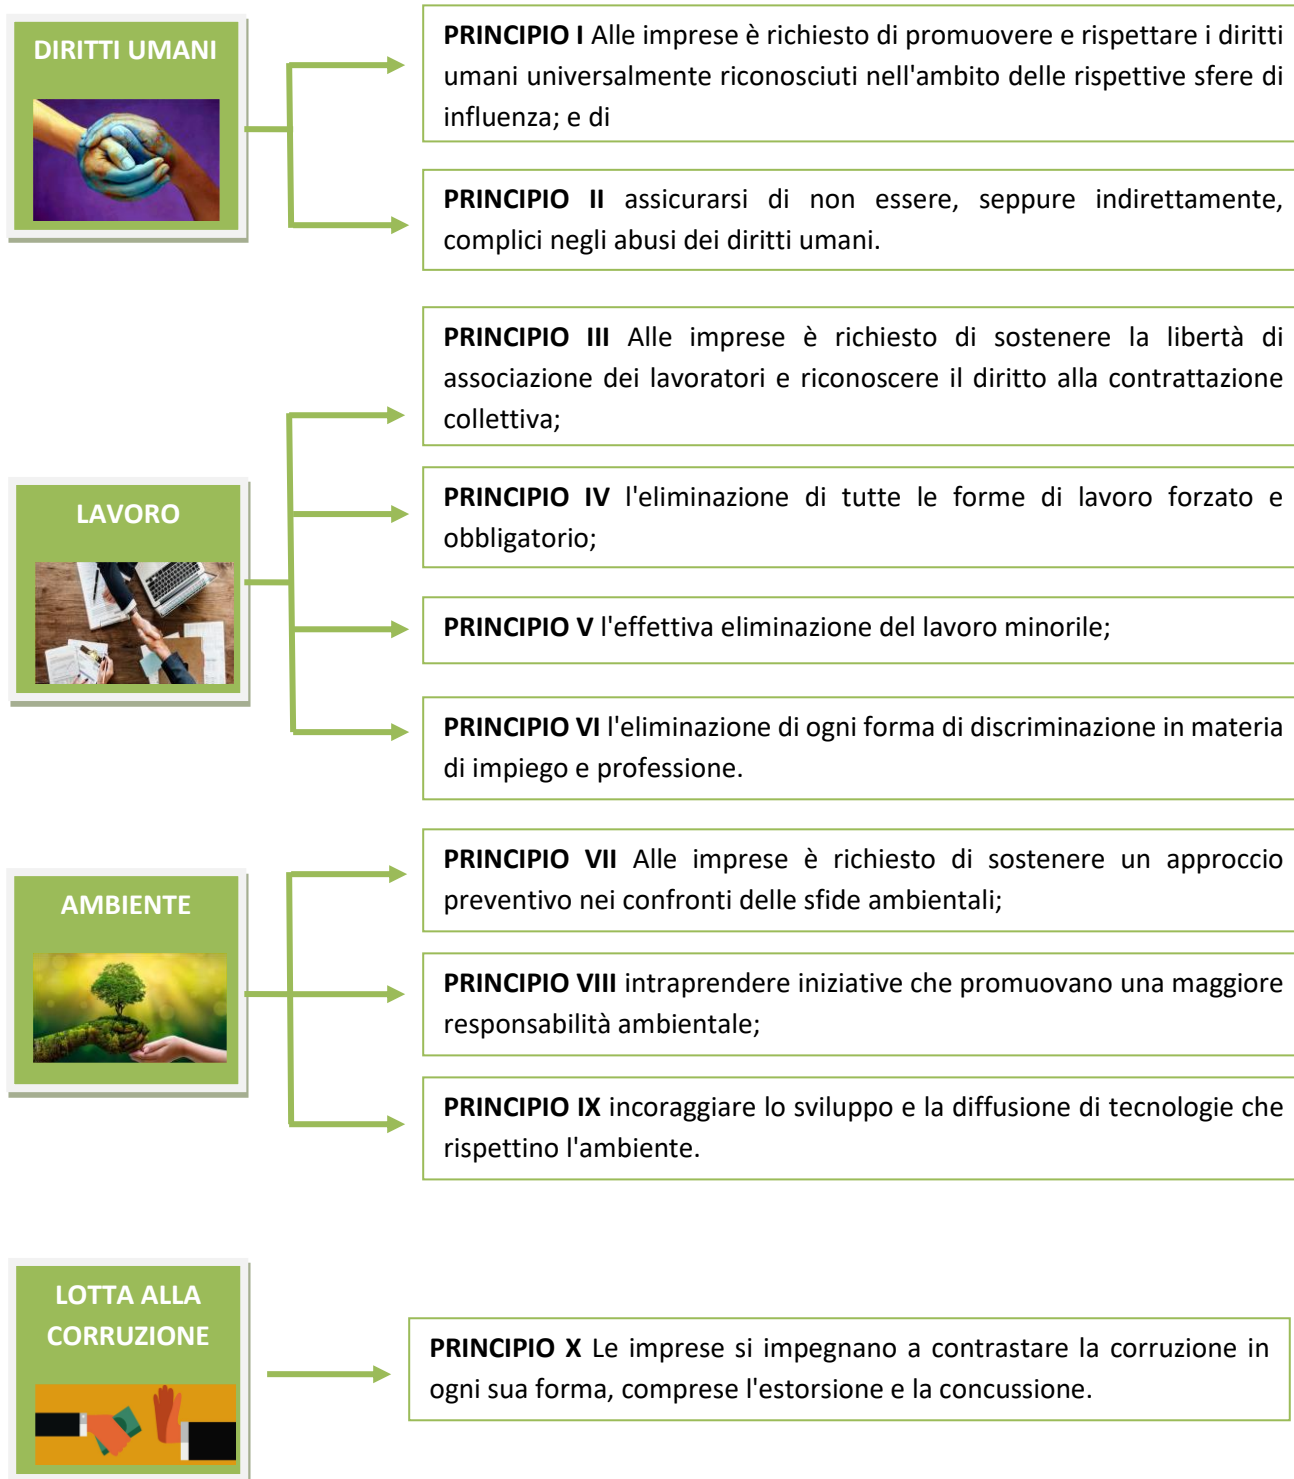 DIRITTI UMANI
PRINCIPIO I Alle imprese è richiesto di promuovere e rispettare i diritti
umani universalmente riconosciuti nell'ambito delle rispettive sfere di
influenza; e di
PRINCIPIO II assicurarsi di non essere, seppure indirettamente,
complici negli abusi dei diritti umani.
LAVORO
PRINCIPIO III Alle imprese è richiesto di sostenere la libertà di
associazione dei lavoratori e riconoscere il diritto alla contrattazione
collettiva;
PRINCIPIO IV l'eliminazione di tutte le forme di lavoro forzato e
obbligatorio;
PRINCIPIO V l'effettiva eliminazione del lavoro minorile;
PRINCIPIO VI l'eliminazione di ogni forma di discriminazione in materia
di impiego e professione.
AMBIENTE
PRINCIPIO VII Alle imprese è richiesto di sostenere un approccio
preventivo nei confronti delle sfide ambientali;
PRINCIPIO VIII intraprendere iniziative che promuovano una maggiore
responsabilità ambientale;
PRINCIPIO IX incoraggiare lo sviluppo e la diffusione di tecnologie che
rispettino l'ambiente.
LOTTA ALLA
CORRUZIONE
PRINCIPIO X Le imprese si impegnano a contrastare la corruzione in
ogni sua forma, comprese l'estorsione e la concussione.